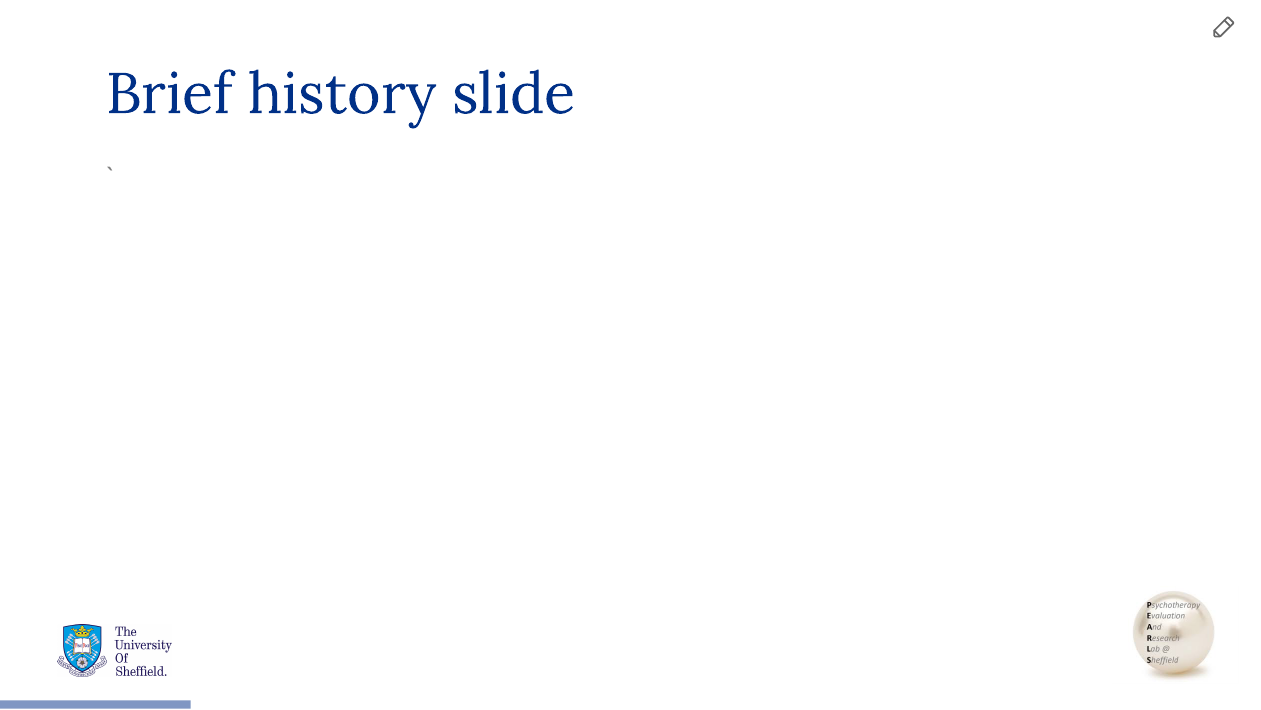 Brief history slide
`
The
University
Of
Sheffield.
Psychotherapy
Evaluation
And
Research
Lab @
Sheffield